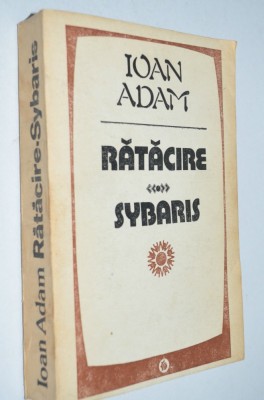 IOAN
ADAM
RĂTĂCIRE
SYBARIS
Ioan Adam Rătăcire-Sybaris